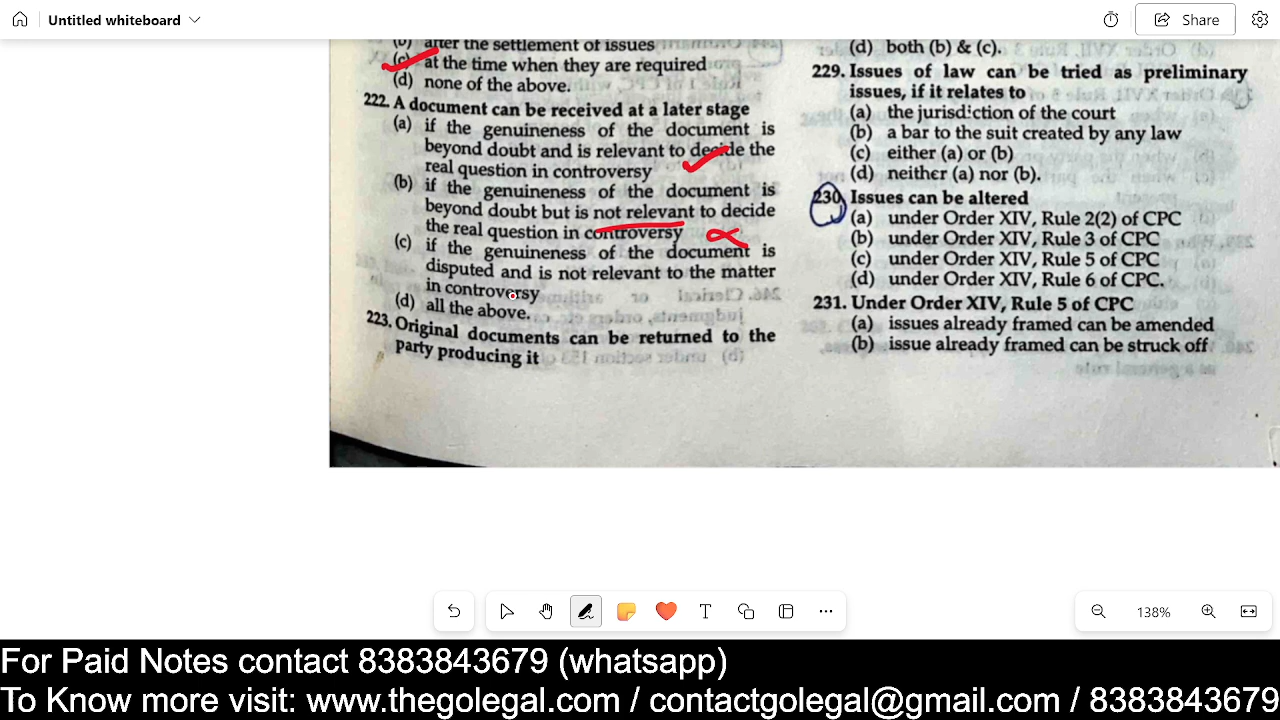 Untitled whiteboard
Share
(b) after the settlement of issues
(c) at the time when they are required
(d) none of the above.
222. A document can be received at a later stage
(a) if the genuineness of the document is
beyond doubt and is relevant to decide the
real question in controversy
(b) if the genuineness of the document is
beyond doubt but is not relevant to decide
the real question in controversy
(c) if the genuineness of the document is
disputed and is not relevant to the matter
in controversy
(d) all the above.
223. Original documents can be returned to the
party producing it
(d) both (b) & (c).
229. Issues of law can be tried as preliminary
issues, if it relates to
(a) the jurisdiction of the court
(b) a bar to the suit created by any law
(c) either (a) or (b)
(d) neither (a) nor (b).
230. Issues can be altered
(a) under Order XIV, Rule 2(2) of CPC
(b) under Order XIV, Rule 3 of CPC
(c) under Order XIV, Rule 5 of CPC
(d) under Order XIV, Rule 6 of CPC.
231. Under Order XIV, Rule 5 of CPC
(a) issues already framed can be amended
(b) issue already framed can be struck off
T
138%
For Paid Notes contact 8383843679 (whatsapp)
To Know more visit: www.thegolegal.com / contactgolegal@gmail.com / 8383843679